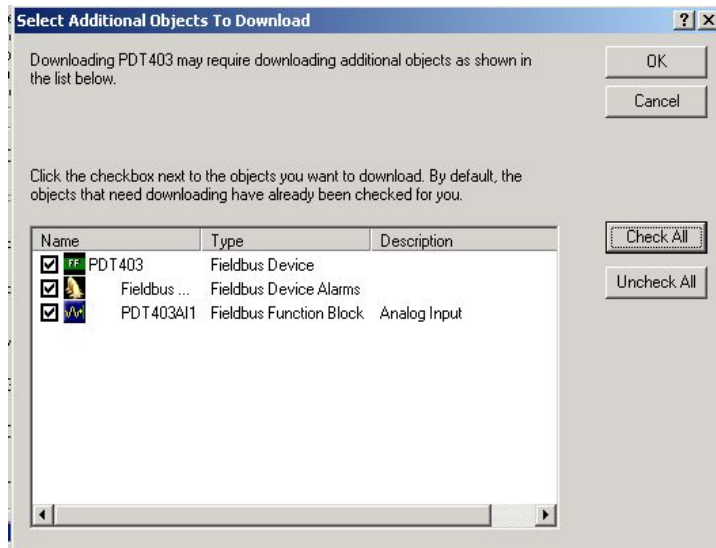 Select Additional Objects To Download
Downloading PDT403 may require downloading additional objects as shown in
the list below.
OK
Cancel
Click the checkbox next to the objects you want to download. By default, the
objects that need downloading have already been checked for you.
Name Type Description
FF PDT403 Fieldbus Device
Fieldbus ... Fieldbus Device Alarms
PDT403AI1 Fieldbus Function Block Analog Input
Check All
Uncheck All